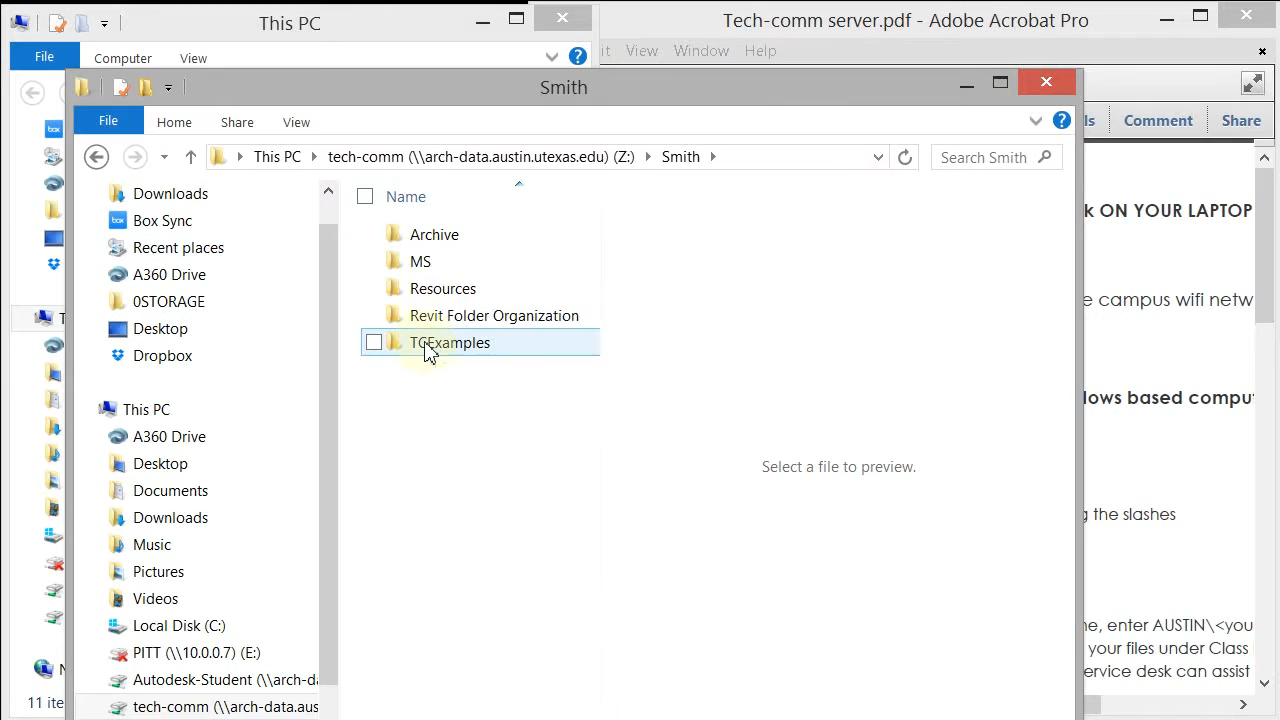 This PC
Tech-comm server.pdf - Adobe Acrobat Pro
File
Computer
View
View
Window
Help
Smith
Comment
Share
File
Home
Share
View
This PC
tech-comm (\\arch-data.austin.utexas.edu) (Z:)
Smith
Search Smith
Downloads
Box Sync
Recent places
A360 Drive
0STORAGE
Desktop
Dropbox
This PC
A360 Drive
Desktop
Documents
Downloads
Music
Pictures
Videos
Local Disk (C:)
PITT (\\10.0.0.7) (E:)
Autodesk-Student (\\arch-da
tech-comm (\\arch-data.aus
Name
Archive
MS
Resources
Revit Folder Organization
TCExamples
Select a file to preview.
k ON YOUR LAPTOP
e campus wifi netw
lows based compu
g the slashes
ne, enter AUSTIN\<you
your files under Class
ervice desk can assist
11 ite